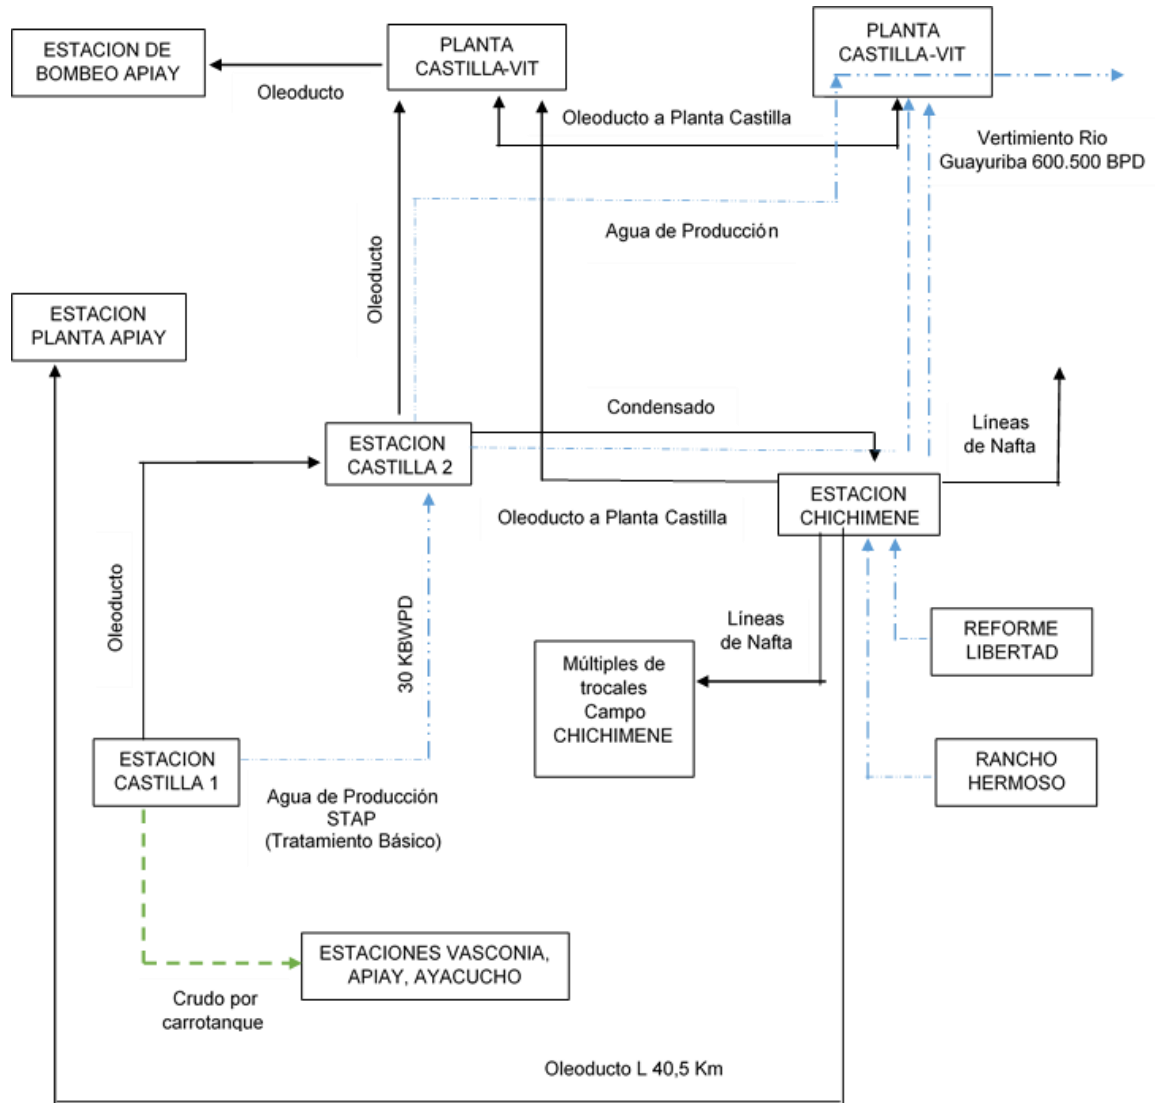 ESTACION DE
BOMBEO APIAY
PLANTA
CASTILLA-VIT
PLANTA
CASTILLA-VIT
Oleoducto
Oleoducto a Planta Castilla
Vertimiento Rio
Guayuriba 600.500 BPD
Agua de Producción
Oleoducto
ESTACION
PLANTA APIAY
Condensado
Líneas
de Nafta
ESTACION
CASTILLA 2
ESTACION
CHICHIMENE
Oleoducto a Planta Castilla
Oleoducto
30 KBWPD
Líneas
de Nafta
REFORME
LIBERTAD
Múltiples de
trocales
Campo
CHICHIMENE
ESTACION
CASTILLA 1
RANCHO
HERMOSO
Agua de Producción
STAP
(Tratamiento Básico)
ESTACIONES VASCONIA,
APIAY, AYACUCHO
Crudo por
carrotanque
Oleoducto L 40,5 Km